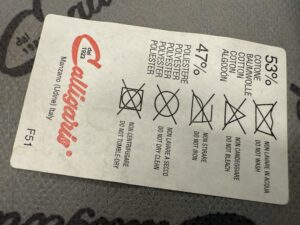 dal
1923
Calligaris
Manzano (Udine) Italy
F51
53%
COTONE
BAUMWOLLE
COTTON
COTON
ALGODON
47%
POLIESTERE
POLYESTER
POLYESTER
POLYESTER
POLIESTER
NON LAVARE IN ACQUA
DO NOT WASH
NON CANDEGGIARE
DO NOT BLEACH
NON STIRARE
DO NOT IRON
NON LAVARE A SECCO
DO NOT DRY CLEAN
NON CENTRIFUGARE
DO NOT TUMBLE-DRY